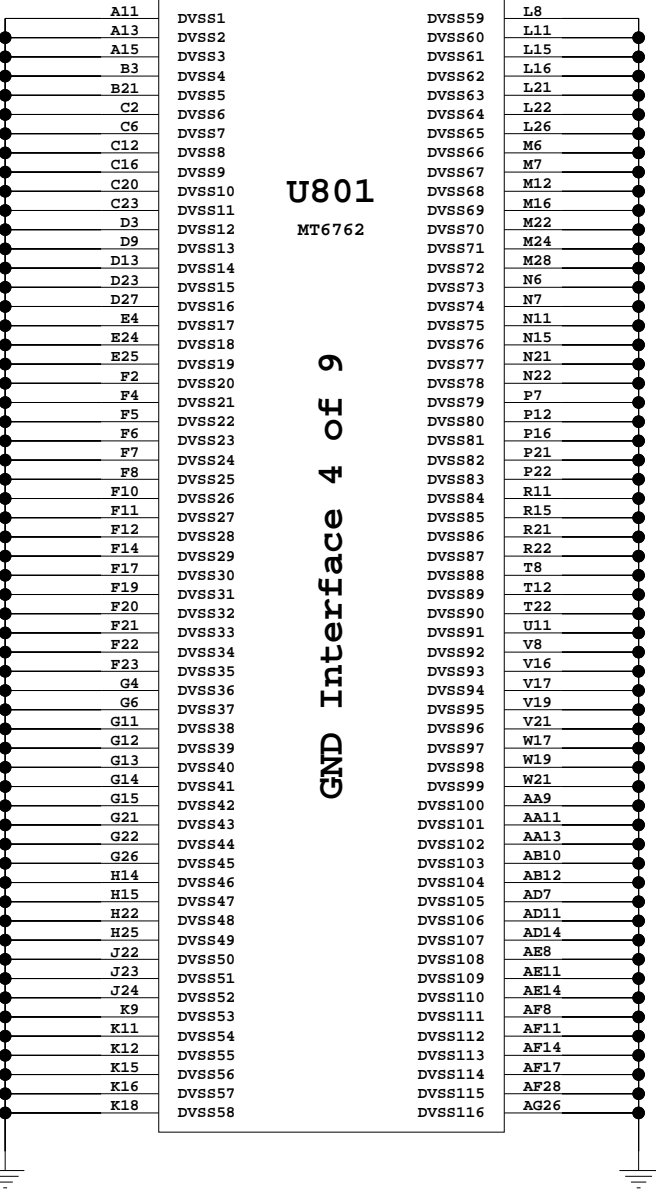 A11 DVSS1 DVSS59 L8
A13 DVSS2 DVSS60 L11
A15 DVSS3 DVSS61 L15
B3 DVSS4 DVSS62 L16
B21 DVSS5 DVSS63 L21
C2 DVSS6 DVSS64 L22
C6 DVSS7 DVSS65 L26
C12 DVSS8 DVSS66 M6
C16 DVSS9 DVSS67 M7
C20 DVSS10 U801 DVSS68 M12
C23 DVSS11 DVSS69 M16
D3 DVSS12 MT6762 DVSS70 M22
D9 DVSS13 DVSS71 M24
D13 DVSS14 DVSS72 M28
D23 DVSS15 DVSS73 N6
D27 DVSS16 DVSS74 N7
E4 DVSS17 DVSS75 N11
E24 DVSS18 DVSS76 N15
E25 DVSS19 DVSS77 N21
F2 DVSS20 DVSS78 N22
F4 DVSS21 DVSS79 P7
F5 DVSS22 DVSS80 P12
F6 DVSS23 DVSS81 P16
F7 DVSS24 DVSS82 P21
F8 DVSS25 DVSS83 P22
F10 DVSS26 DVSS84 R11
F11 DVSS27 DVSS85 R15
F12 DVSS28 DVSS86 R21
F14 DVSS29 DVSS87 R22
F17 DVSS30 DVSS88 T8
F19 DVSS31 DVSS89 T12
F20 DVSS32 DVSS90 T22
F21 DVSS33 DVSS91 U11
F22 DVSS34 DVSS92 V8
F23 DVSS35 DVSS93 V16
G4 DVSS36 DVSS94 V17
G6 DVSS37 DVSS95 V19
G11 DVSS38 DVSS96 V21
G12 DVSS39 DVSS97 W17
G13 DVSS40 DVSS98 W19
G14 DVSS41 DVSS99 W21
G15 DVSS42 DVSS100 AA9
G21 DVSS43 DVSS101 AA11
G22 DVSS44 DVSS102 AA13
G26 DVSS45 DVSS103 AB10
H14 DVSS46 DVSS104 AB12
H15 DVSS47 DVSS105 AD7
H22 DVSS48 DVSS106 AD11
H25 DVSS49 DVSS107 AD14
J22 DVSS50 DVSS108 AE8
J23 DVSS51 DVSS109 AE11
J24 DVSS52 DVSS110 AE14
K9 DVSS53 DVSS111 AF8
K11 DVSS54 DVSS112 AF11
K12 DVSS55 DVSS113 AF14
K15 DVSS56 DVSS114 AF17
K16 DVSS57 DVSS115 AF28
K18 DVSS58 DVSS116 AG26
GND Interface 4 of 9